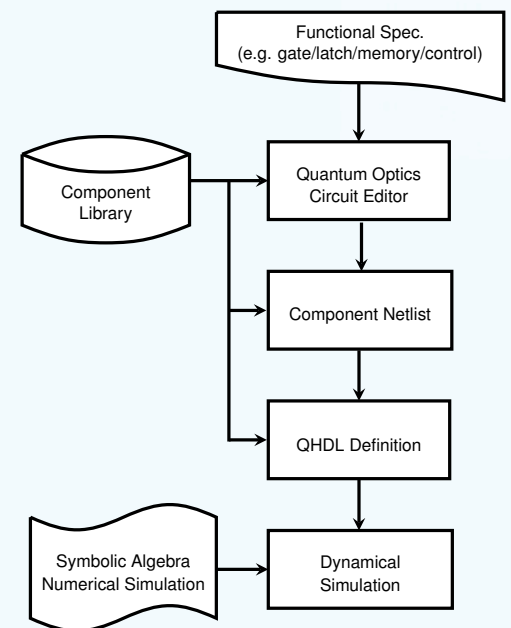 Functional Spec.
(e.g. gate/latch/memory/control)
Quantum Optics
Circuit Editor
Component
Library
Component Netlist
QHDL Definition
Symbolic Algebra
Numerical Simulation
Dynamical
Simulation